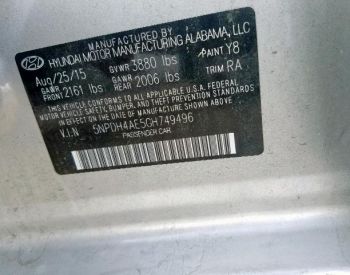 HYUNDAI MOTOR MANUFACTURING ALABAMA, LLC
Aug/25/15 GVWR 3880 lbs PAINT Y8
GAWR FRONT 2161 lbs GAWR REAR 2006 lbs TRIM RA
THIS VEHICLE CONFORMS TO ALL APPLICABLE FEDERAL
MOTOR VEHICLE SAFETY, BUMPER, AND THEFT PREVENTION
STANDARDS IN EFFECT ON THE DATE OF MANUFACTURE SHOWN ABOVE.
V.I.N 5NPDH4AE5GH749496
PASSENGER CAR